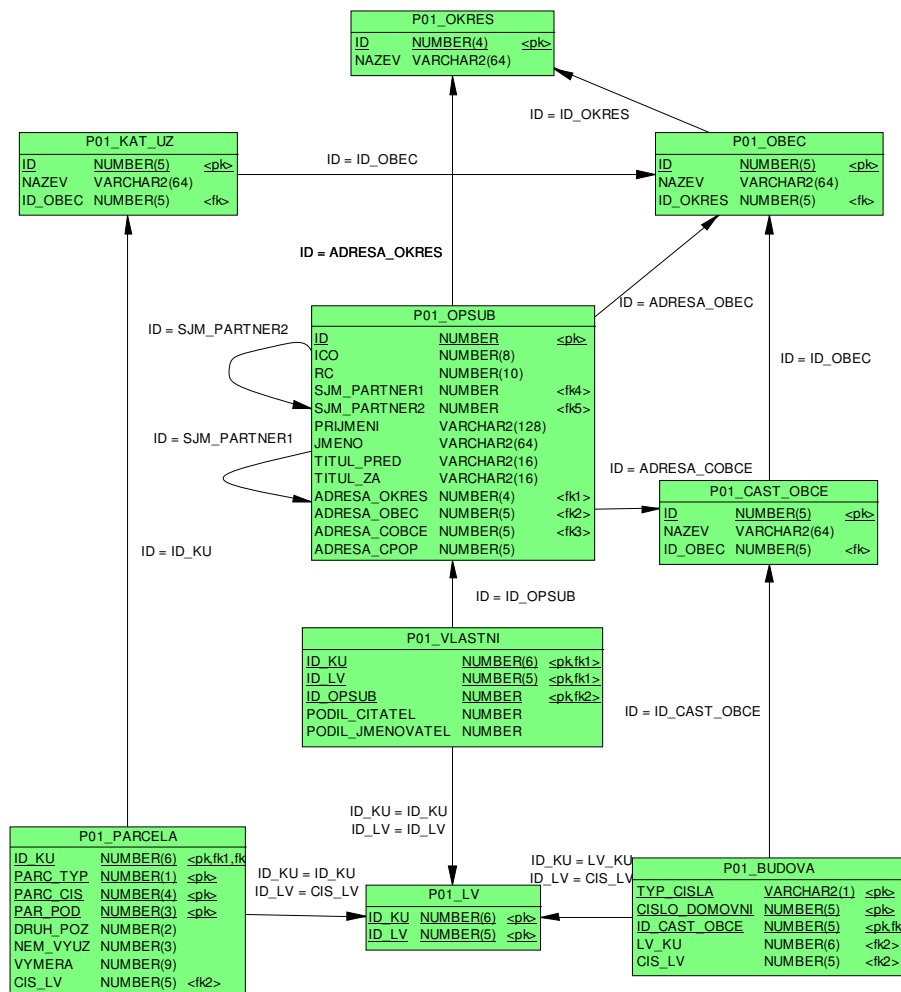 P01_OKRES
ID NUMBER(4) <pk>
NAZEV VARCHAR2(64)
ID = ID_OKRES
P01_KAT_UZ
ID NUMBER(5) <pk>
NAZEV VARCHAR2(64)
ID_OBEC NUMBER(5) <fk>
ID = ID_OBEC
P01_OBEC
ID NUMBER(5) <pk>
NAZEV VARCHAR2(64)
ID_OKRES NUMBER(5) <fk>
ID = ADRESA_OKRES
ID = ADRESA_OBEC
P01_OPSUB
ID NUMBER <pk>
ICO NUMBER(8)
RC NUMBER(10)
SJM_PARTNER1 NUMBER <fk4>
SJM_PARTNER2 NUMBER <fk5>
PRIJMENI VARCHAR2(128)
JMENO VARCHAR2(64)
TITUL_PRED VARCHAR2(16)
TITUL_ZA VARCHAR2(16)
ADRESA_OKRES NUMBER(4) <fk1>
ADRESA_OBEC NUMBER(5) <fk2>
ADRESA_COBCE NUMBER(5) <fk3>
ADRESA_CPOP NUMBER(5)
ID = SJM_PARTNER2
ID = SJM_PARTNER1
ID = ID_OBEC
ID = ADRESA_COBCE
P01_CAST_OBCE
ID NUMBER(5) <pk>
NAZEV VARCHAR2(64)
ID_OBEC NUMBER(5) <fk>
ID = ID_KU
ID = ID_OPSUB
P01_VLASTNI
ID_KU NUMBER(6) <pk,fk1>
ID_LV NUMBER(5) <pk,fk1>
ID_OPSUB NUMBER <pk,fk2>
PODIL_CITATEL NUMBER
PODIL_JMENOVATEL NUMBER
ID = ID_CAST_OBCE
ID_KU = ID_KU
ID_LV = ID_LV
P01_PARCELA
ID_KU NUMBER(6) <pk,fk1,fk
PARC_TYP NUMBER(1) <pk>
PARC_CIS NUMBER(4) <pk>
PAR_POD NUMBER(3) <pk>
DRUH_POZ NUMBER(2)
NEM_VYUZ NUMBER(3)
VYMERA NUMBER(9)
CIS_LV NUMBER(5) <fk2>
ID_KU = ID_KU
ID_LV = CIS_LV
P01_LV
ID_KU NUMBER(6) <pk>
ID_LV NUMBER(5) <pk>
ID_KU = LV_KU
ID_LV = CIS_LV
P01_BUDOVA
TYP_CISLA VARCHAR2(1) <pk>
CISLO_DOMOVNI NUMBER(5) <pk>
ID_CAST_OBCE NUMBER(5) <pk,fk
LV_KU NUMBER(6) <fk2>
CIS_LV NUMBER(5) <fk2>